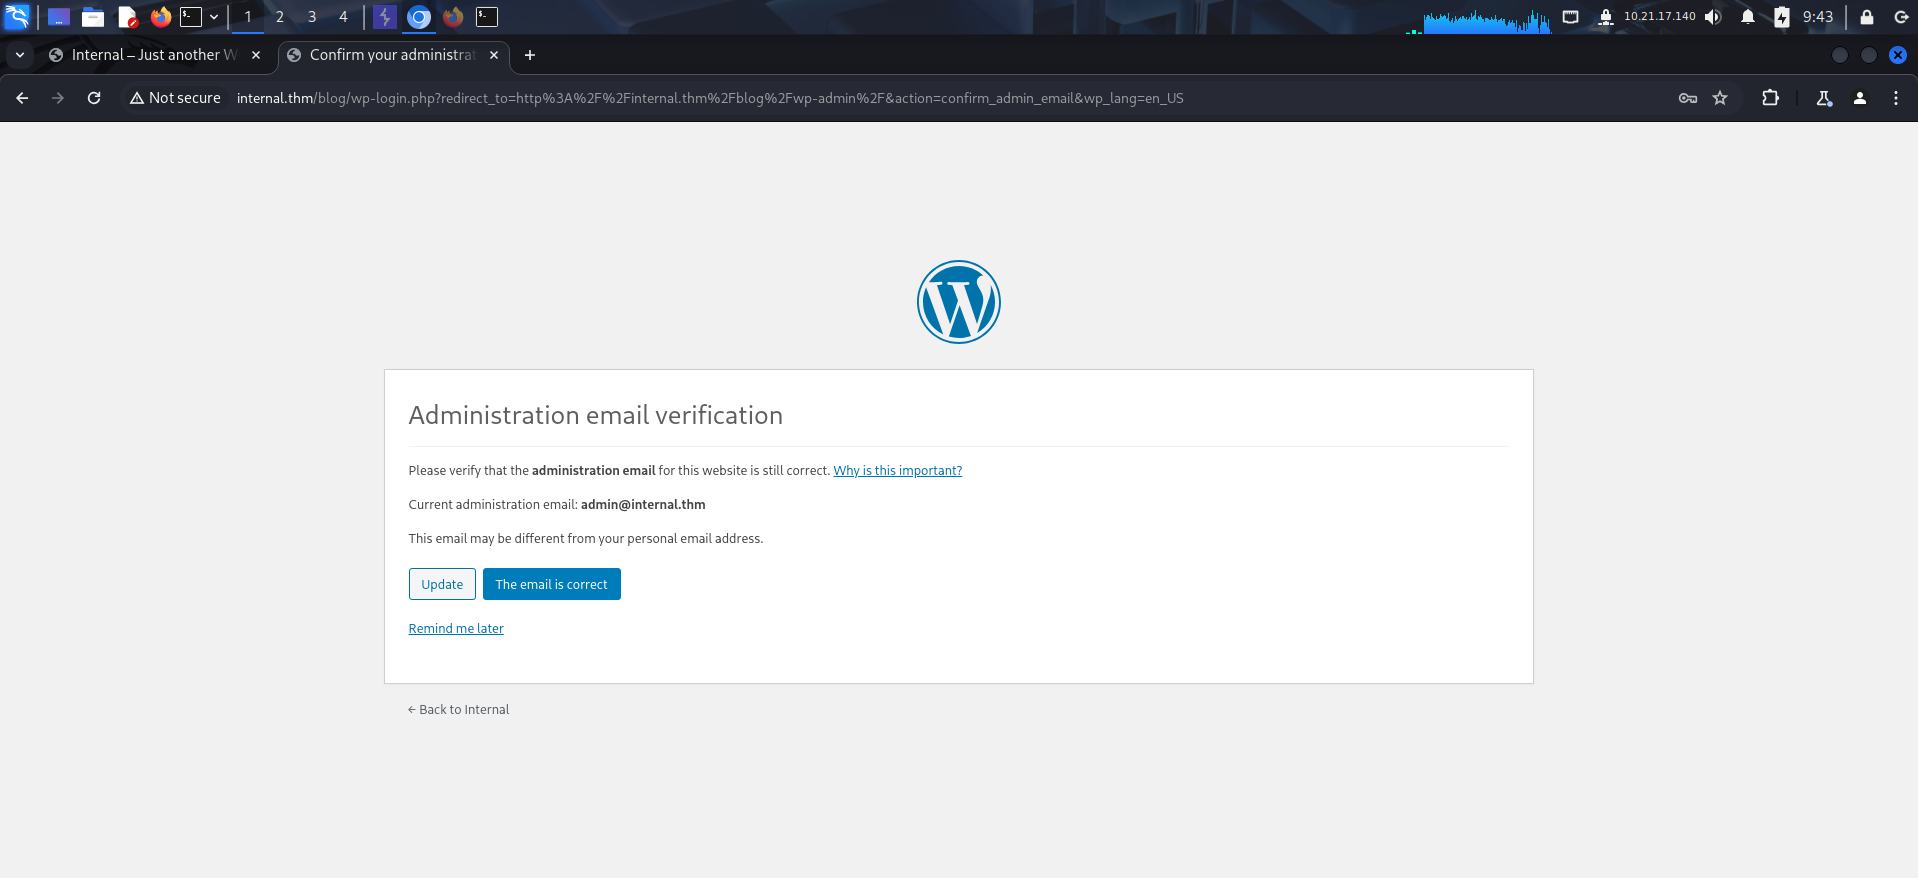 1 2 3 4 10.21.17.140 9:43
Internal – Just another W
Confirm your administrat
Not secure internal.thm/blog/wp-login.php?redirect_to=http%3A%2F%2Finternal.thm%2Fblog%2Fwp-admin%2F&action=confirm_admin_email&wp_lang=en_US
Administration email verification
Please verify that the administration email for this website is still correct. Why is this important?
Current administration email: admin@internal.thm
This email may be different from your personal email address.
Update The email is correct
Remind me later
← Back to Internal